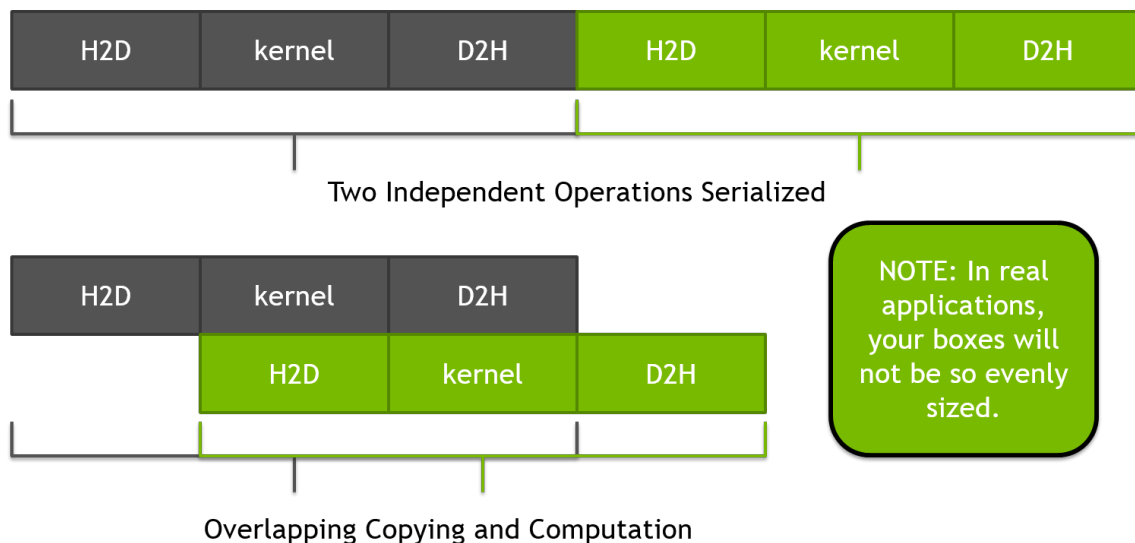 H2D kernel D2H H2D kernel D2H
Two Independent Operations Serialized
H2D kernel D2H
H2D kernel D2H
NOTE: In real
applications,
your boxes will
not be so evenly
sized.
Overlapping Copying and Computation